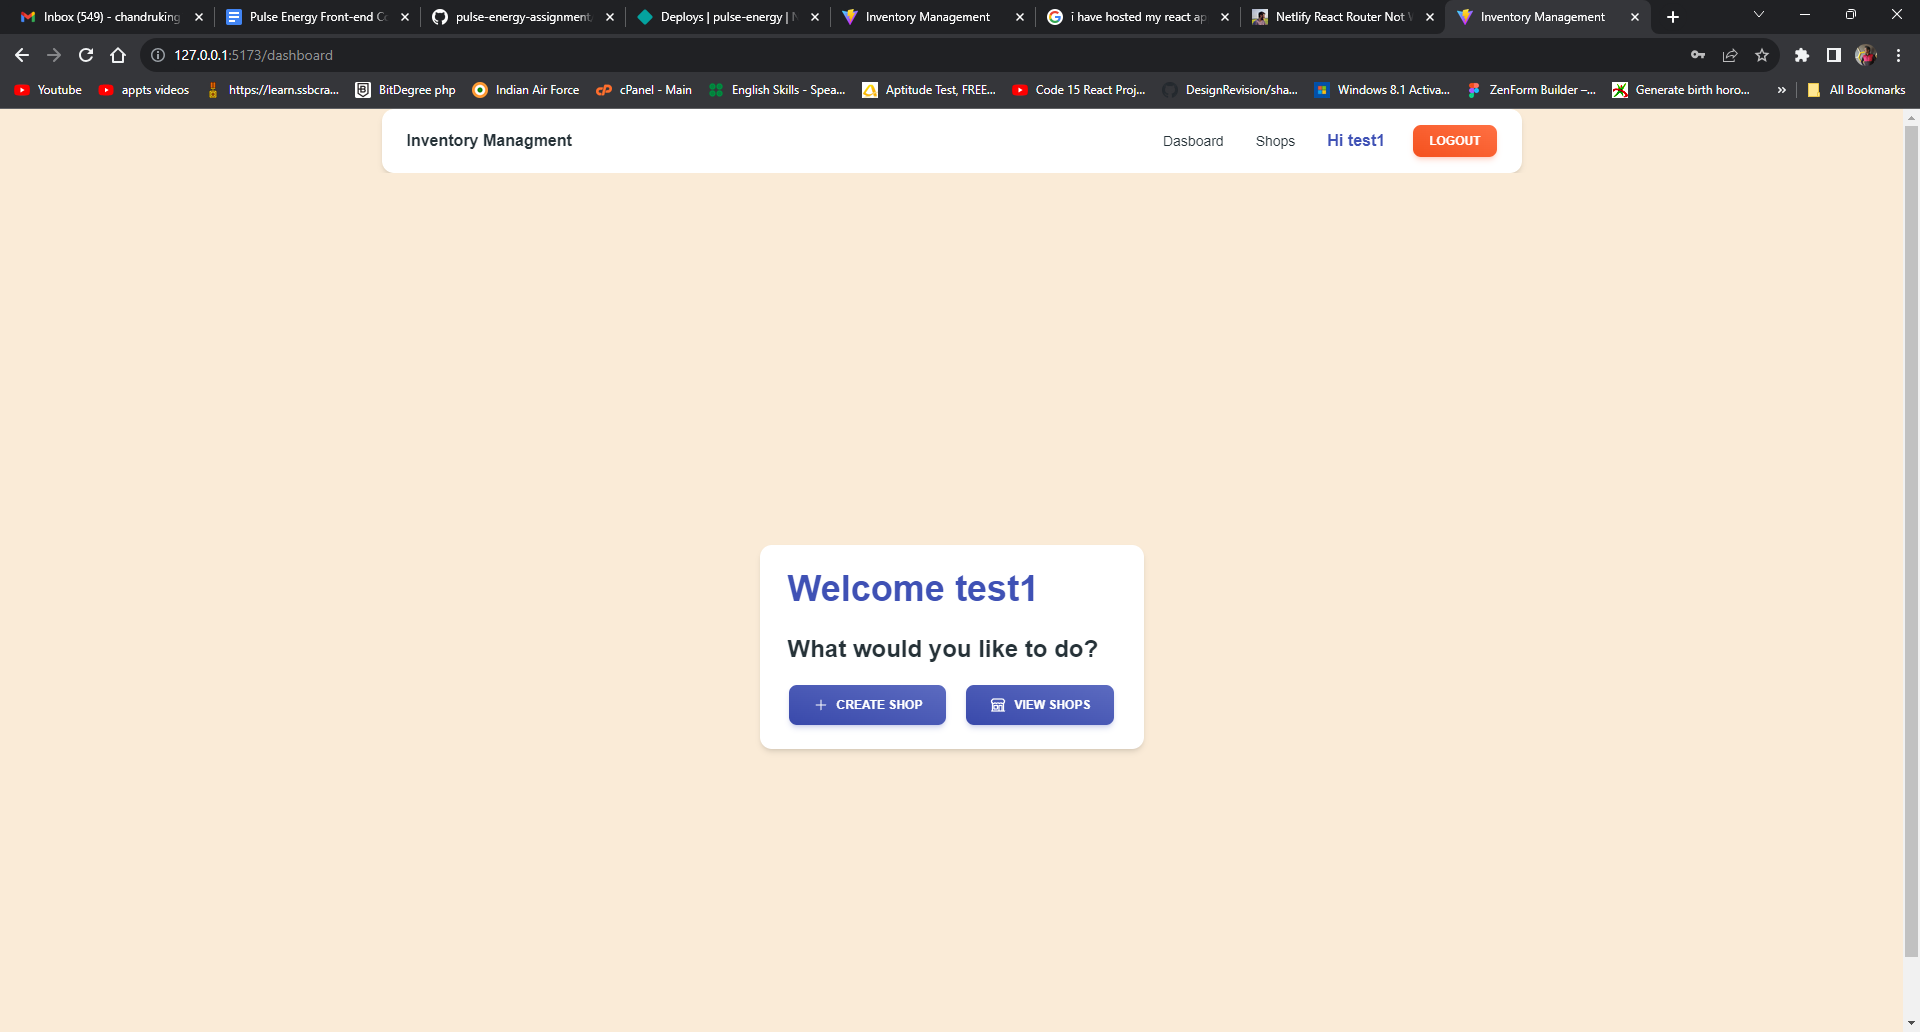 Inbox (549) - chandruking
Pulse Energy Front-end Co
pulse-energy-assignment
Deploys | pulse-energy | N
Inventory Management
i have hosted my react ap
Netlify React Router Not W
Inventory Management
127.0.0.1:5173/dashboard
Youtube
appts videos
https://learn.ssbcra...
BitDegree php
Indian Air Force
cPanel - Main
English Skills - Spea...
Aptitude Test, FREE...
Code 15 React Proj...
DesignRevision/sha...
Windows 8.1 Activa...
ZenForm Builder –...
Generate birth horo...
»
All Bookmarks
Inventory Managment
Dasboard
Shops
Hi test1
LOGOUT
Welcome test1
What would you like to do?
CREATE SHOP
VIEW SHOPS